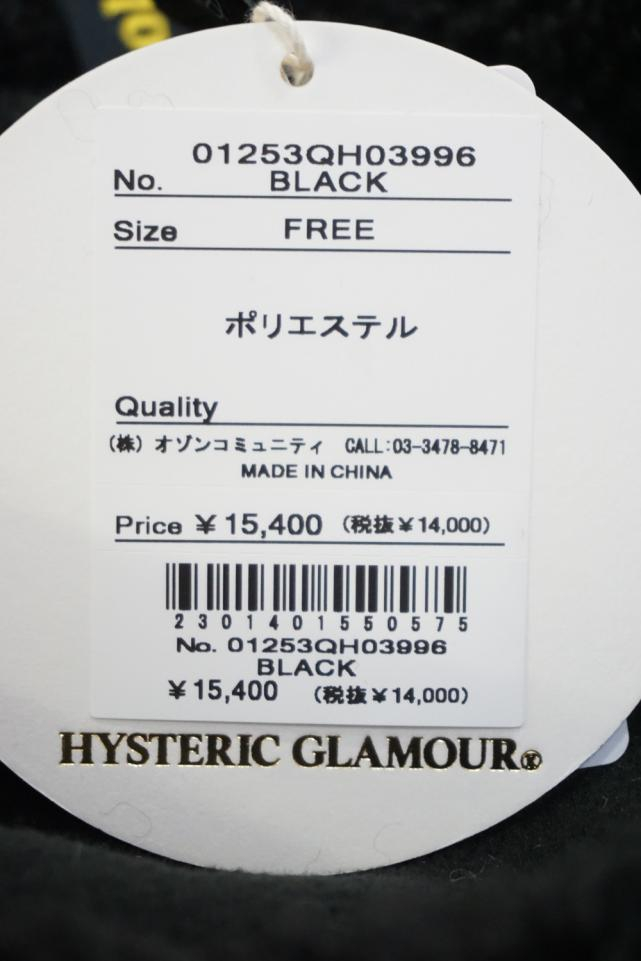 01253QH03996
No. BLACK
Size FREE
ポリエステル
Quality
（株）オゾンコミュニティ CALL:03-3478-8471
MADE IN CHINA
Price ¥15,400 (税抜¥14,000)
2301401550575
No. 01253QH03996
BLACK
¥15,400 (税抜¥14,000)
HYSTERIC GLAMOUR®